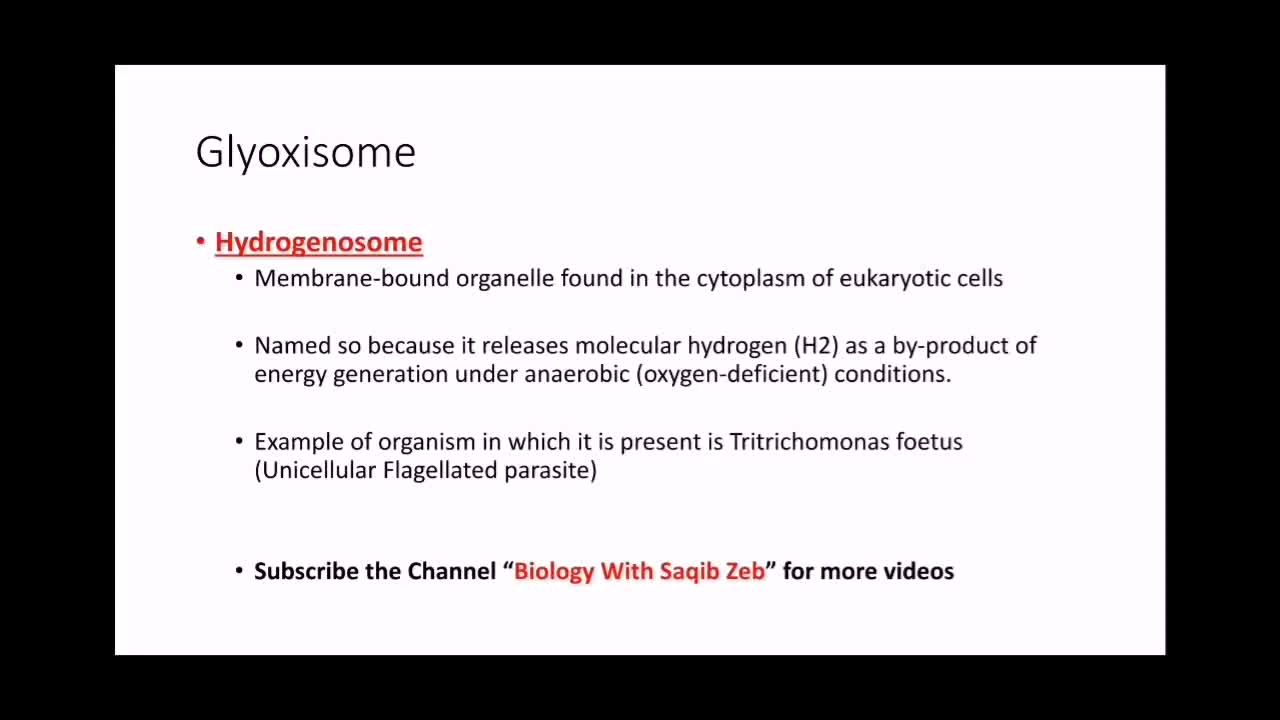 Glyoxisome
• Hydrogenosome
• Membrane-bound organelle found in the cytoplasm of eukaryotic cells
• Named so because it releases molecular hydrogen (H2) as a by-product of
energy generation under anaerobic (oxygen-deficient) conditions.
• Example of organism in which it is present is Tritrichomonas foetus
(Unicellular Flagellated parasite)
• Subscribe the Channel “Biology With Saqib Zeb” for more videos